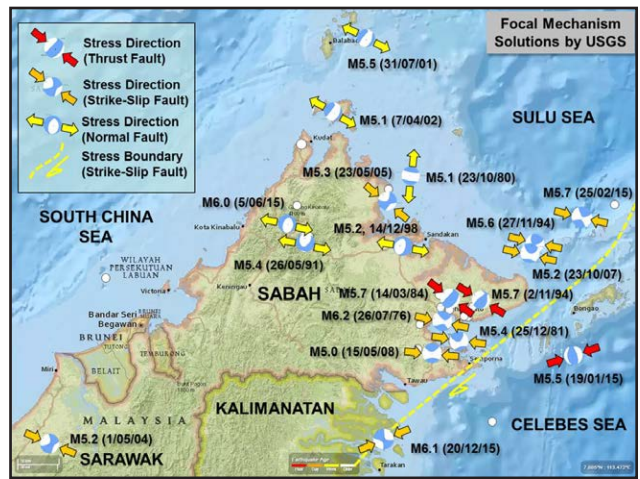 Focal Mechanism
Solutions by USGS
Stress Direction
(Thrust Fault)
Stress Direction
(Strike-Slip Fault)
Stress Direction
(Normal Fault)
Stress Boundary
(Strike-Slip Fault)
M5.5 (31/07/01)
SULU SEA
M5.1 (7/04/02)
Kudat
M5.3 (23/05/05)
M5.1 (23/10/80)
M5.7 (25/02/15)
M6.0 (5/06/15)
M5.6 (27/11/94)
SOUTH CHINA
SEA
Kota Kinabalu
M5.2, 14/12/98
Sandakan
M5.4 (26/05/91)
M5.2 (23/10/07)
WILAYAH
PERSEKUTUAN
LABUAN
Victoria
Keningau
SABAH
M5.7 (14/03/84)
M5.7 (2/11/94)
Bandar Seri
Begawan
BRUNEI
M6.2 (26/07/76)
Bongao
M5.4 (25/12/81)
TUTONG
TEMBURONG
M5.0 (15/05/08)
Miri
BELAIT
Tawau
M5.5 (19/01/15)
KALIMANATAN
MALAYSIA
CELEBES SEA
M5.2 (1/05/04)
SARAWAK
M6.1 (20/12/15)
Tarakan